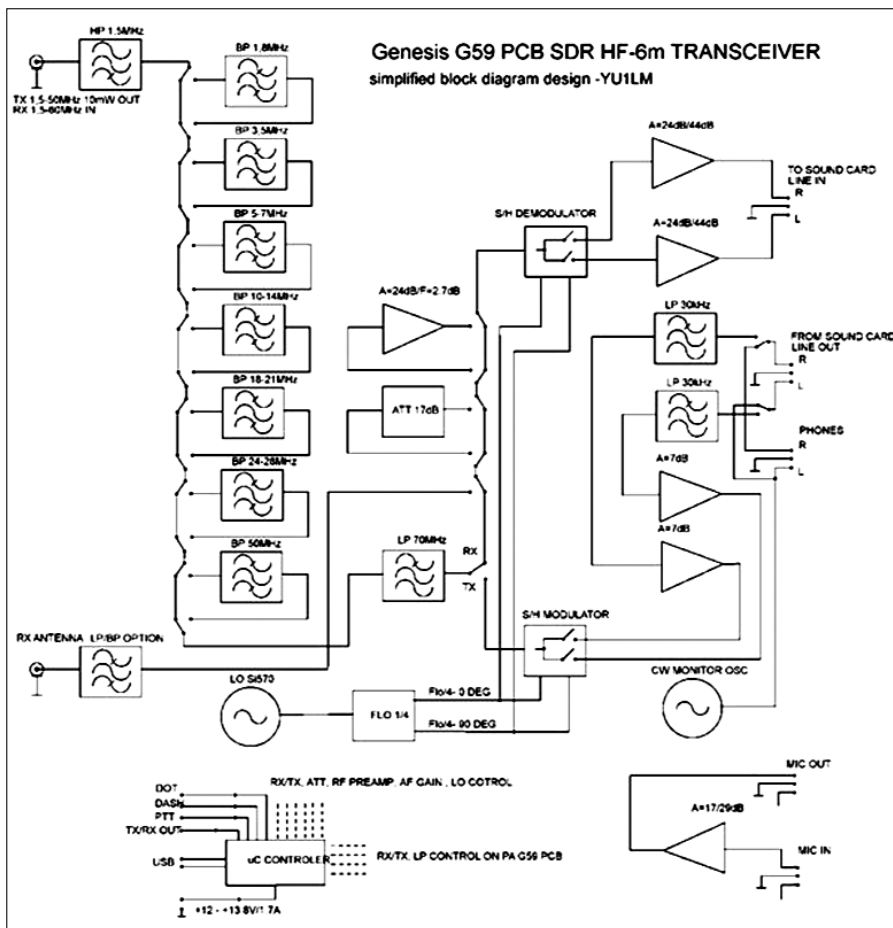 HP 1,5MHz
Genesis G59 PCB SDR HF-6m TRANSCEIVER
simplified block diagram design -YU1LM
TX 1,5-50MHz 10mW OUT
RX 1,5-60MHz IN
BP 1,8MHz
BP 3,5MHz
BP 5-7MHz
BP 10-14MHz
BP 18-21MHz
BP 24-28MHz
BP 50MHz
A=24dB/F=2.7dB
ATT 17dB
LP 70MHz
RX
TX
S/H DEMODULATOR
A=24dB/44dB
A=24dB/44dB
TO SOUND CARD
LINE IN
R
L
LP 30kHz
LP 30kHz
FROM SOUND CARD
LINE OUT
R
L
PHONES
R
L
A=7dB
A=7dB
S/H MODULATOR
RX ANTENNA LP/BP OPTION
LO Si570
FLO 1/4
Flo/4- 0 DEG
Flo/4- 90 DEG
CW MONITOR OSC
RX/TX, ATT, RF PREAMP, AF GAIN , LO COTROL
DOT
DASH
PTT
TX/RX OUT
USB
uC CONTROLER
RX/TX, LP CONTROL ON PA G59 PCB
+12 - +13.8V/1.7A
MIC OUT
A=17/29dB
MIC IN